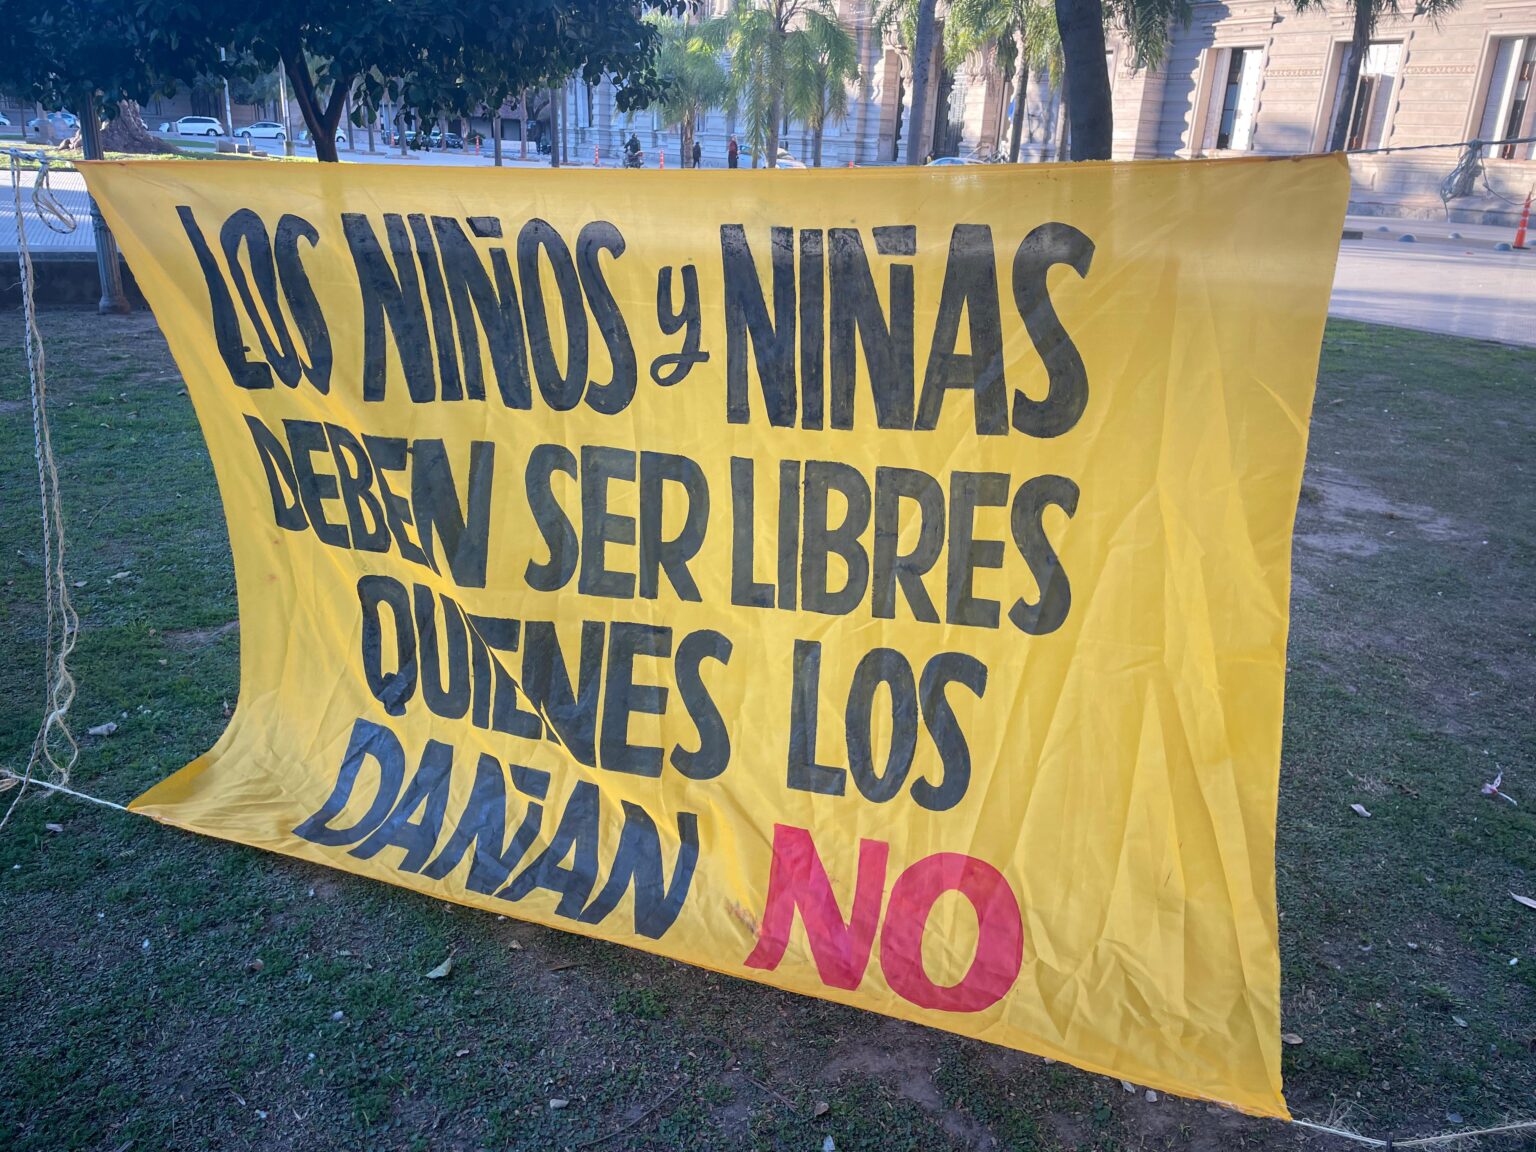 LOS NIÑOS y NIÑAS
DEBEN SER LIBRES
QUIENES LOS
DAÑAN NO